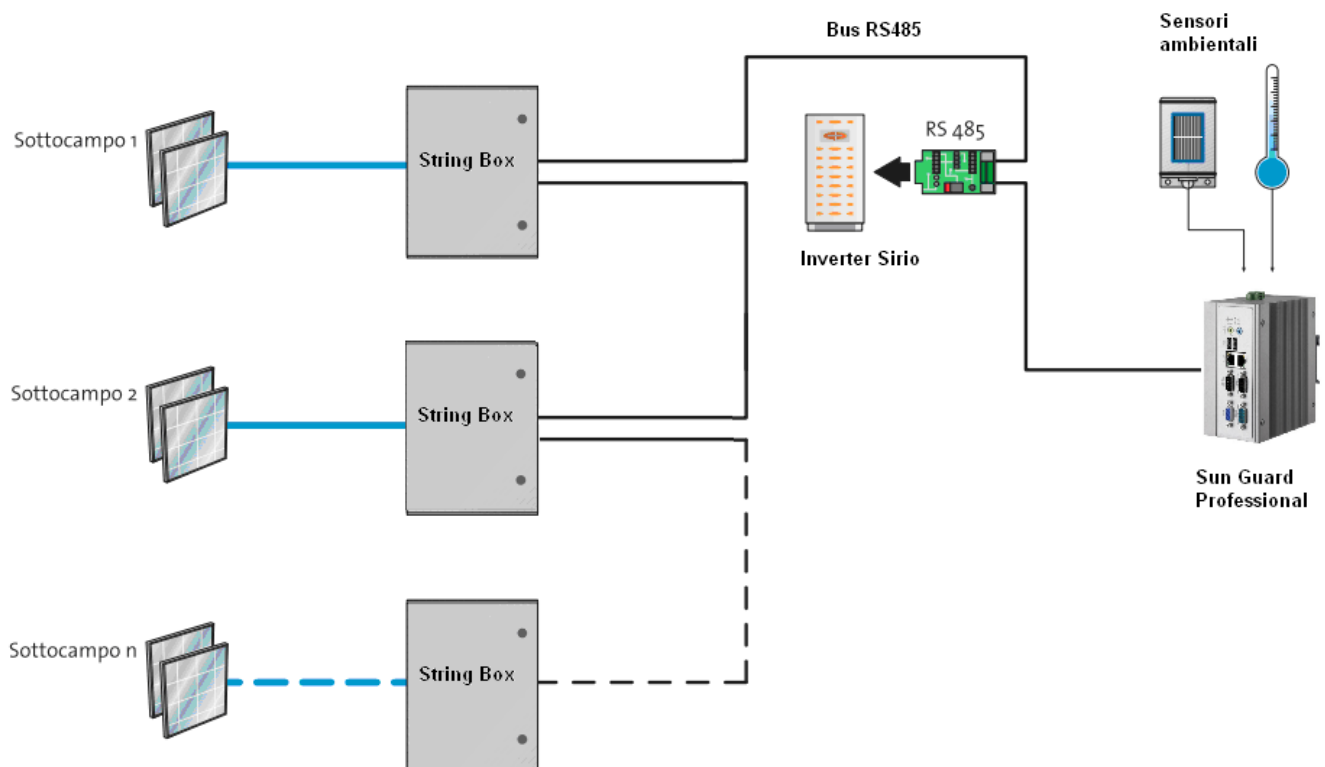 Bus RS485
Sensori
ambientali
Sottocampo 1
String Box
RS 485
Inverter Sirio
Sottocampo 2
String Box
Sun Guard
Professional
Sottocampo n
String Box